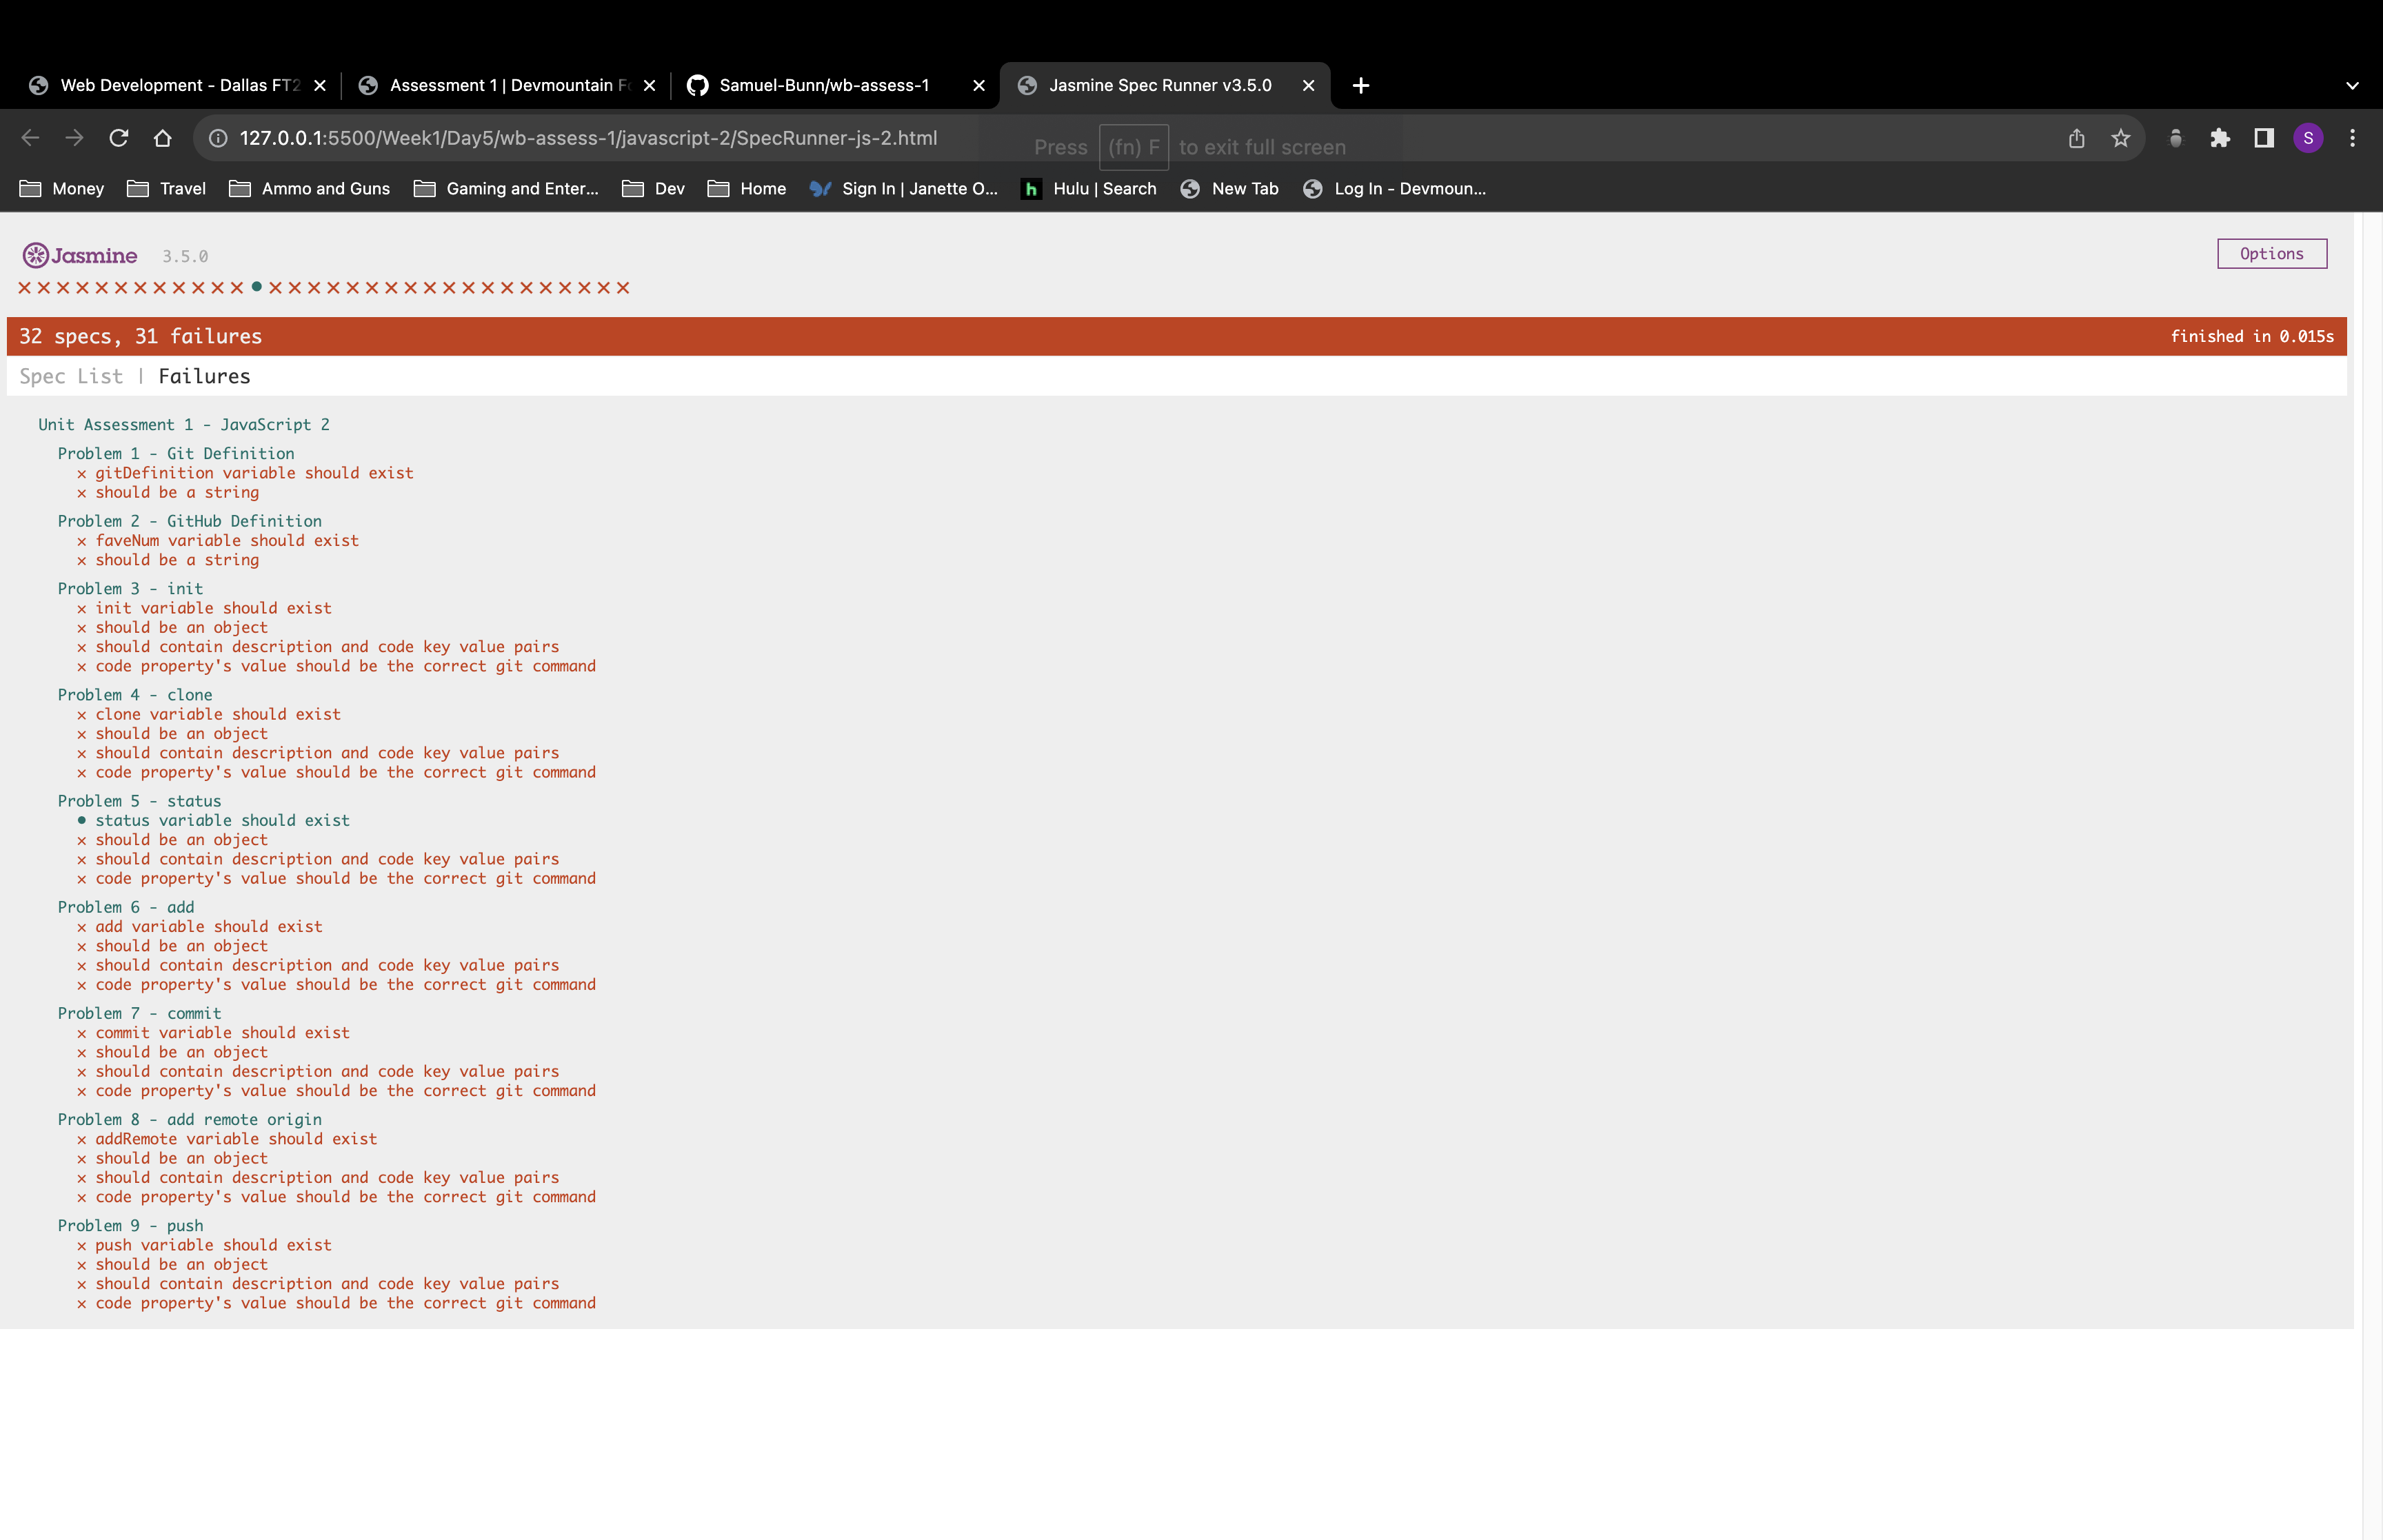 Web Development - Dallas FT2
Assessment 1 | Devmountain Fo
Samuel-Bunn/wb-assess-1
Jasmine Spec Runner v3.5.0
127.0.0.1:5500/Week1/Day5/wb-assess-1/javascript-2/SpecRunner-js-2.html
Press (fn) F to exit full screen
S
Money
Travel
Ammo and Guns
Gaming and Enter...
Dev
Home
Sign In | Janette O...
h Hulu | Search
New Tab
Log In - Devmoun...
Jasmine 3.5.0
Options
32 specs, 31 failures
finished in 0.015s
Spec List | Failures
Unit Assessment 1 - JavaScript 2
Problem 1 - Git Definition
× gitDefinition variable should exist
× should be a string
Problem 2 - GitHub Definition
× faveNum variable should exist
× should be a string
Problem 3 - init
× init variable should exist
× should be an object
× should contain description and code key value pairs
× code property's value should be the correct git command
Problem 4 - clone
× clone variable should exist
× should be an object
× should contain description and code key value pairs
× code property's value should be the correct git command
Problem 5 - status
• status variable should exist
× should be an object
× should contain description and code key value pairs
× code property's value should be the correct git command
Problem 6 - add
× add variable should exist
× should be an object
× should contain description and code key value pairs
× code property's value should be the correct git command
Problem 7 - commit
× commit variable should exist
× should be an object
× should contain description and code key value pairs
× code property's value should be the correct git command
Problem 8 - add remote origin
× addRemote variable should exist
× should be an object
× should contain description and code key value pairs
× code property's value should be the correct git command
Problem 9 - push
× push variable should exist
× should be an object
× should contain description and code key value pairs
× code property's value should be the correct git command